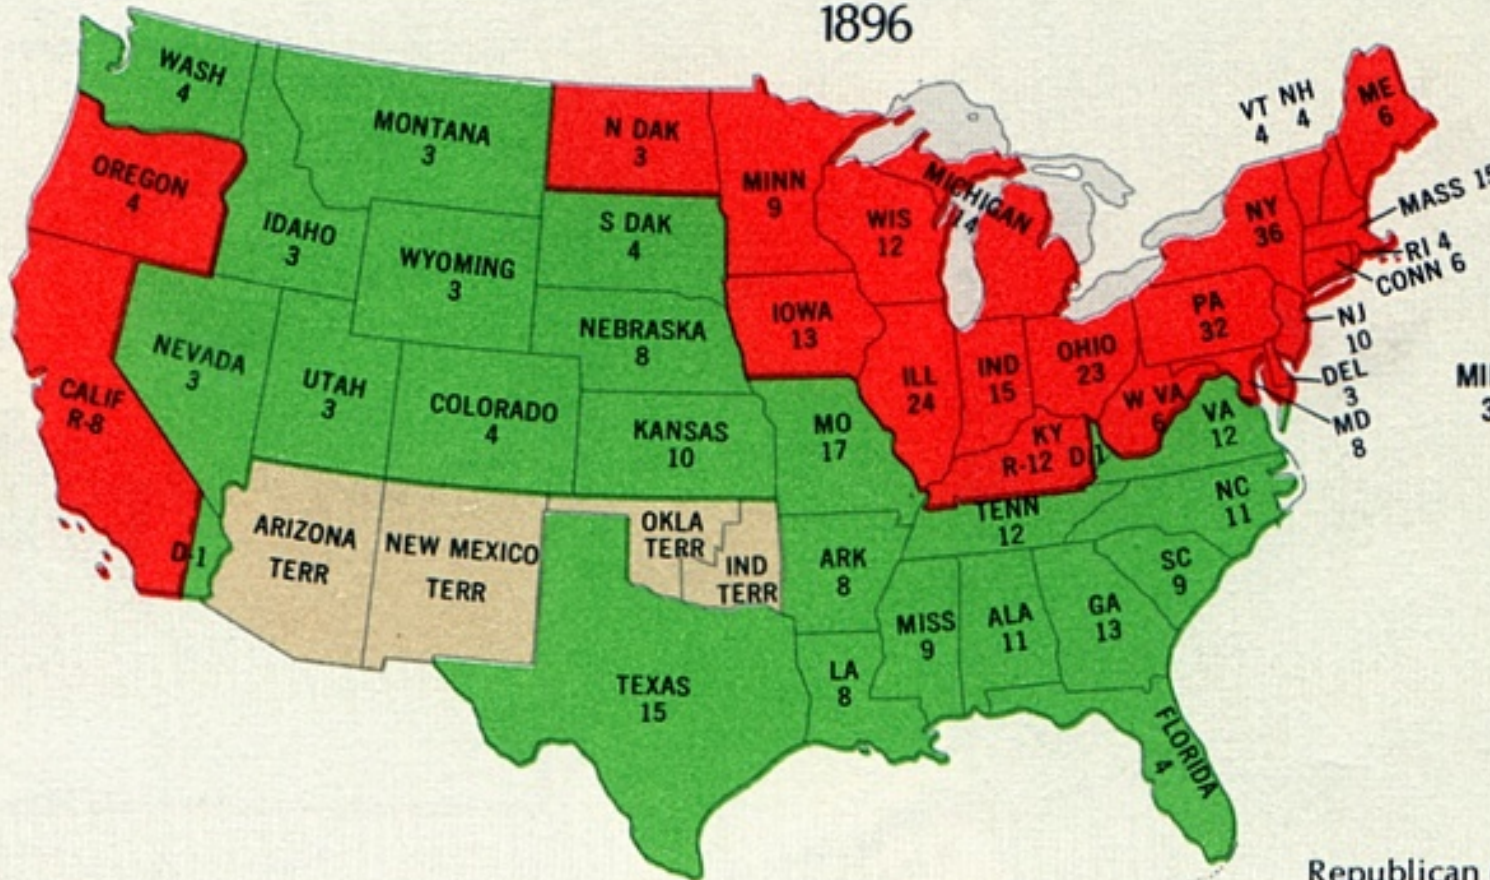 1896
WASH
4
MONTANA
3
N DAK
3
MINN
9
VT
4
NH
4
ME
6
OREGON
4
IDAHO
3
WYOMING
3
S DAK
4
WIS
12
MICHIGAN
14
NY
36
MASS 15
RI 4
CONN 6
NJ
10
DEL
3
MD
8
CALIF
R-8
D-1
NEVADA
3
UTAH
3
COLORADO
4
NEBRASKA
8
KANSAS
10
IOWA
13
MO
17
ILL
24
IND
15
OHIO
23
PA
32
W VA
6
VA
12
KY
R-12 D-1
TENN
12
NC
11
SC
9
ARIZONA
TERR
NEW MEXICO
TERR
OKLA
TERR
IND
TERR
ARK
8
TEXAS
15
LA
8
MISS
9
ALA
11
GA
13
FLORIDA
4
Republican